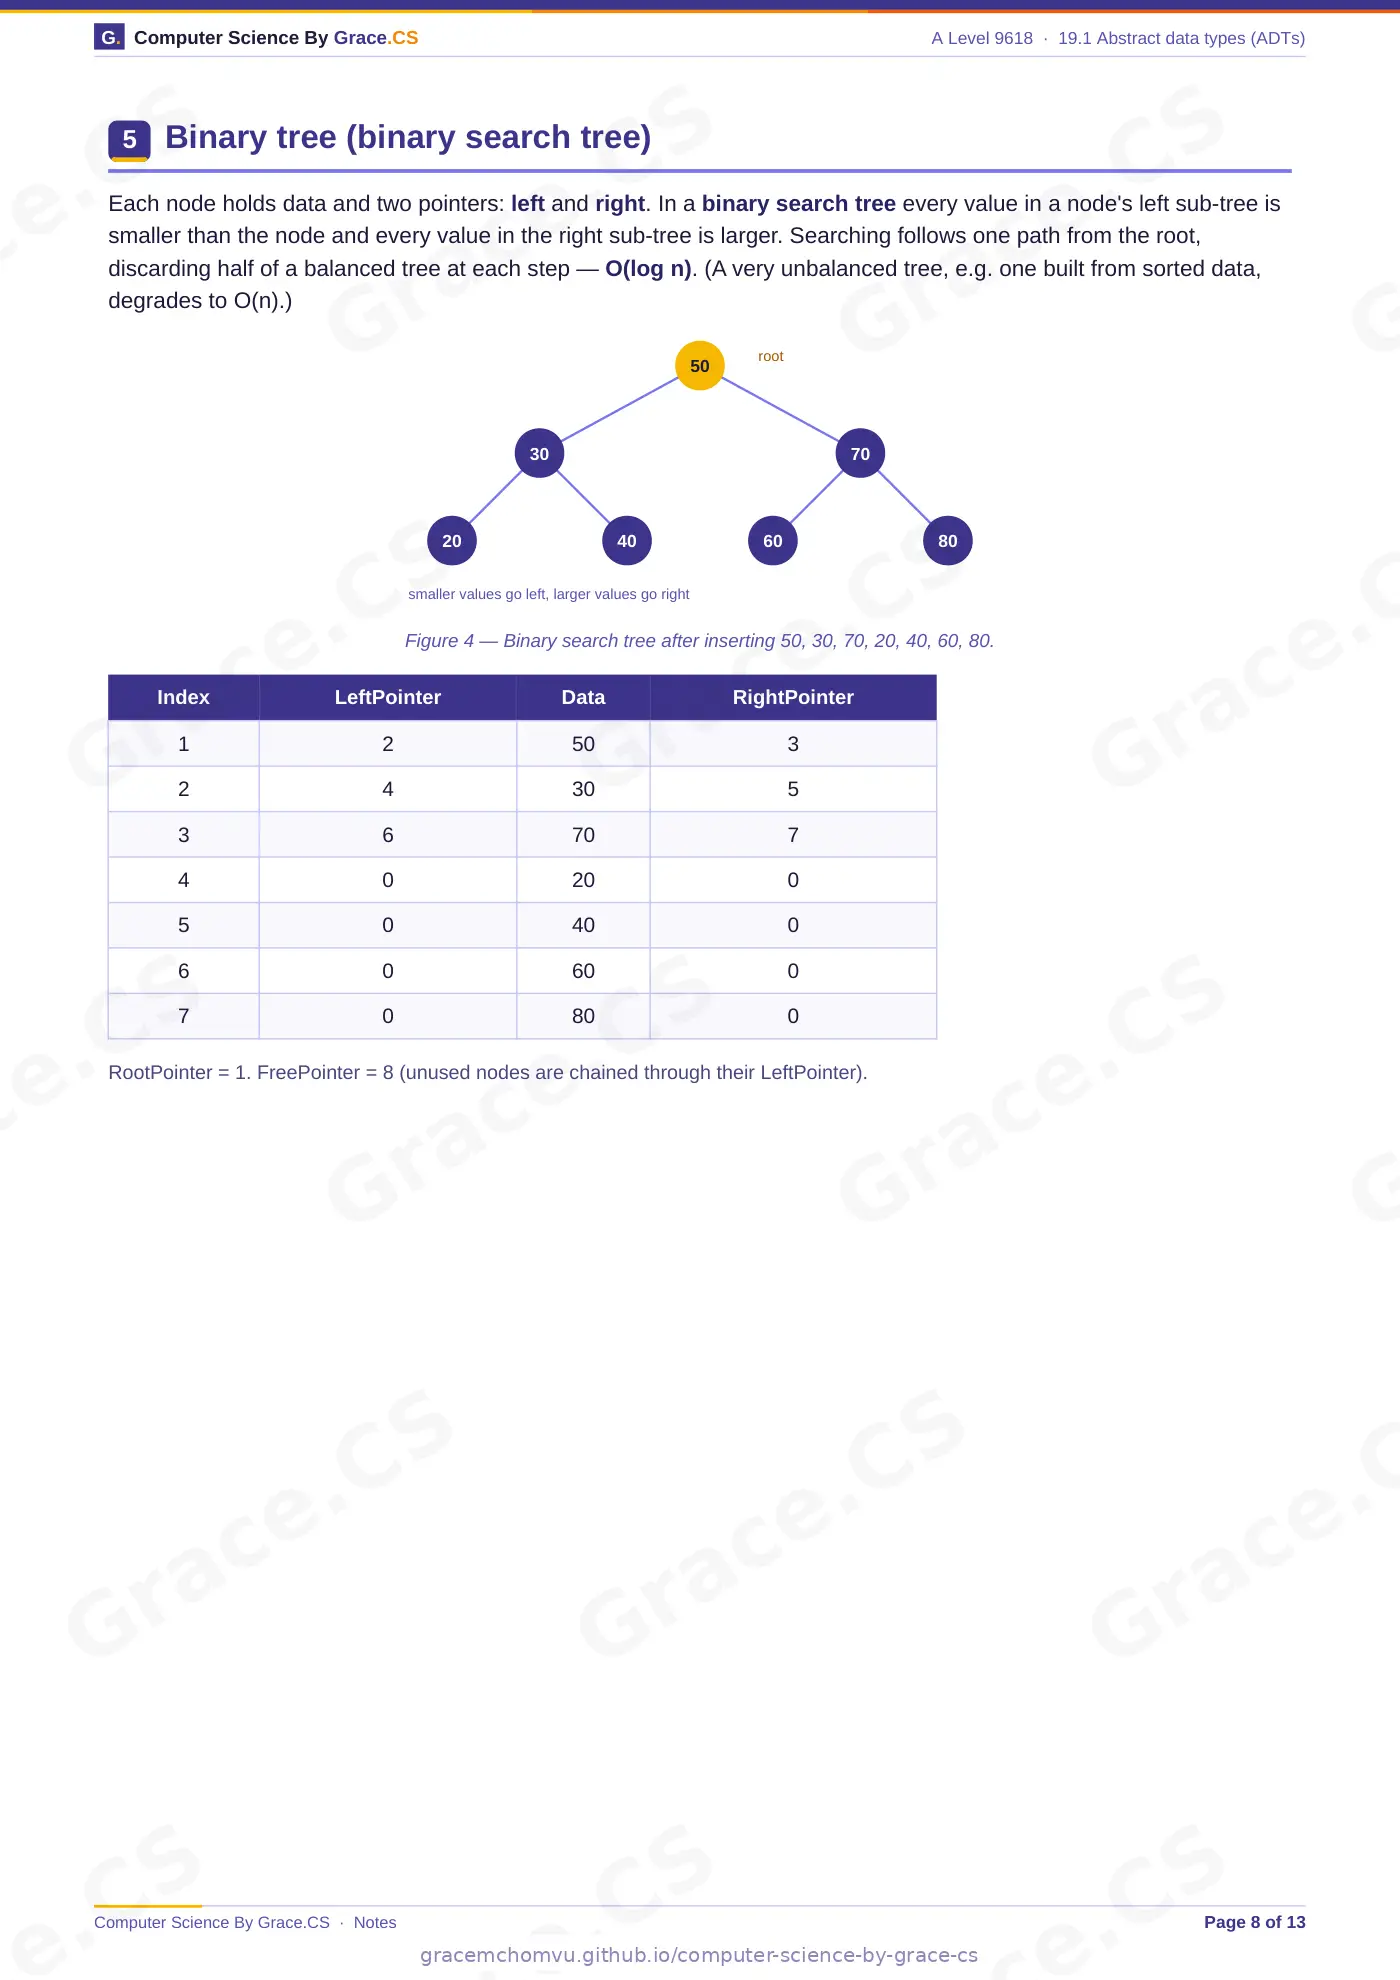 G. Computer Science By Grace.CS
A Level 9618 · 19.1 Abstract data types (ADTs)
5 Binary tree (binary search tree)
Each node holds data and two pointers: left and right. In a binary search tree every value in a node's left sub-tree is
smaller than the node and every value in the right sub-tree is larger. Searching follows one path from the root,
discarding half of a balanced tree at each step — O(log n). (A very unbalanced tree, e.g. one built from sorted data,
degrades to O(n).)
50 root
30 70
20 40 60 80
smaller values go left, larger values go right
Figure 4 — Binary search tree after inserting 50, 30, 70, 20, 40, 60, 80.
Index LeftPointer Data RightPointer
1 2 50 3
2 4 30 5
3 6 70 7
4 0 20 0
5 0 40 0
6 0 60 0
7 0 80 0
RootPointer = 1. FreePointer = 8 (unused nodes are chained through their LeftPointer).
Computer Science By Grace.CS · Notes
Page 8 of 13
gracemchomvu.github.io/computer-science-by-grace-cs
Grace.CS